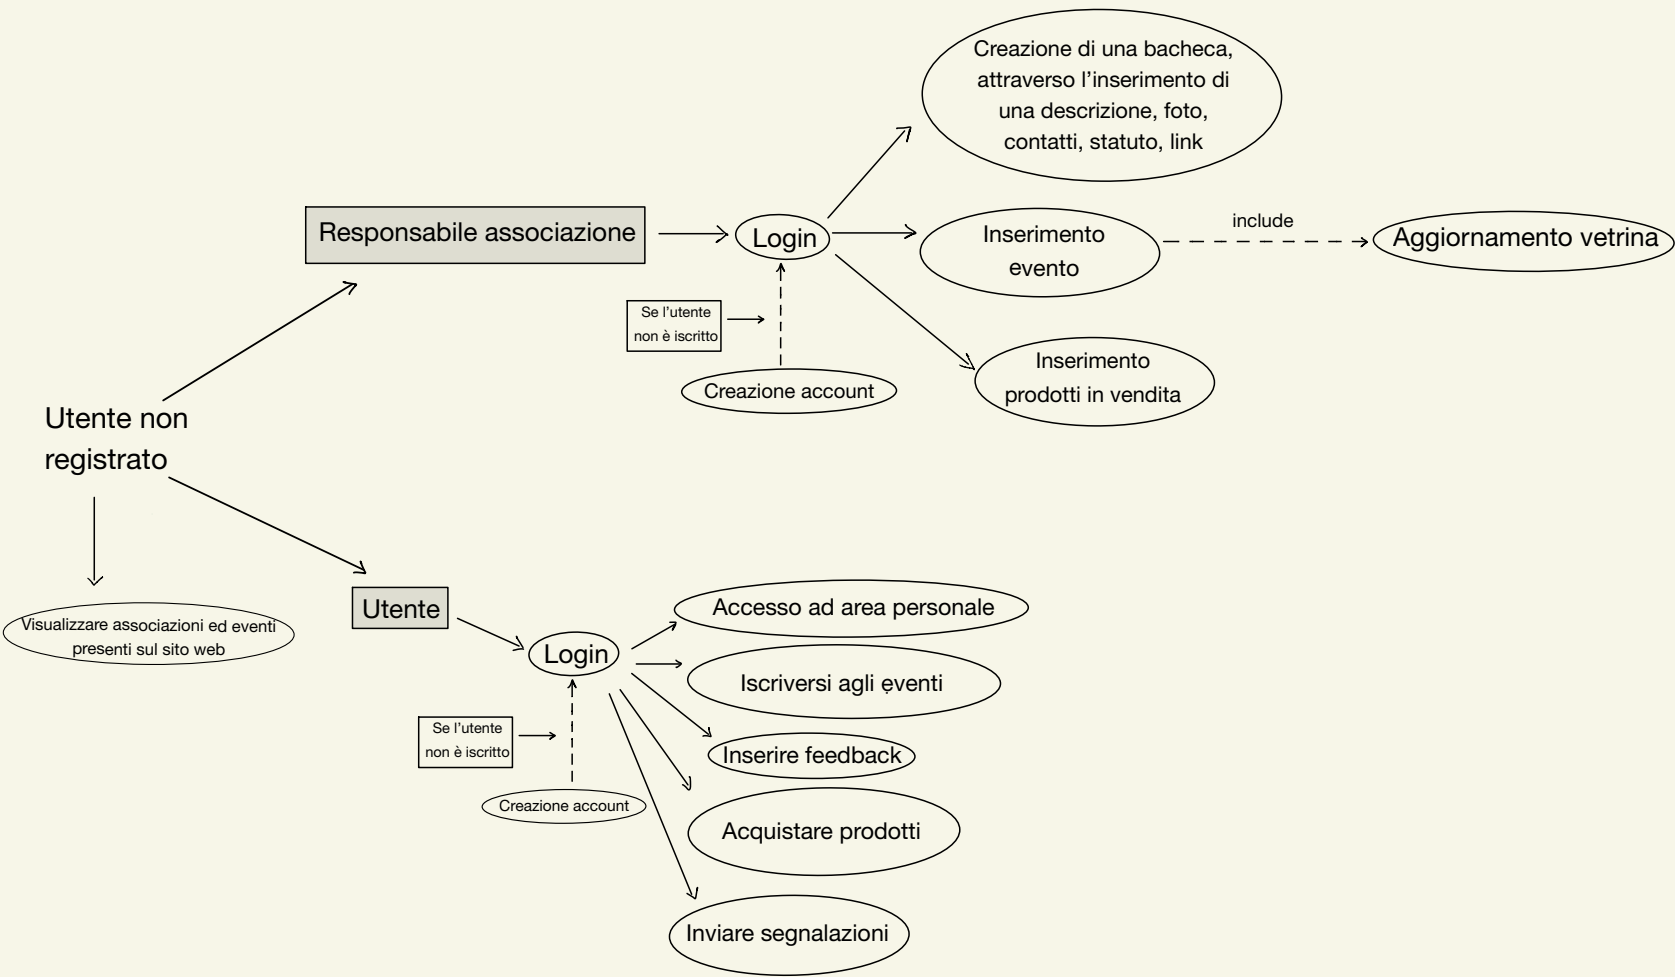 Creazione di una bacheca,
attraverso l'inserimento di
una descrizione, foto,
contatti, statuto, link
Responsabile associazione
Login
Inserimento
evento
include
Aggiornamento vetrina
Se l'utente
non è iscritto
Creazione account
Inserimento
prodotti in vendita
Utente non
registrato
Visualizzare associazioni ed eventi
presenti sul sito web
Utente
Login
Se l'utente
non è iscritto
Creazione account
Accesso ad area personale
Iscriversi agli eventi
Inserire feedback
Acquistare prodotti
Inviare segnalazioni